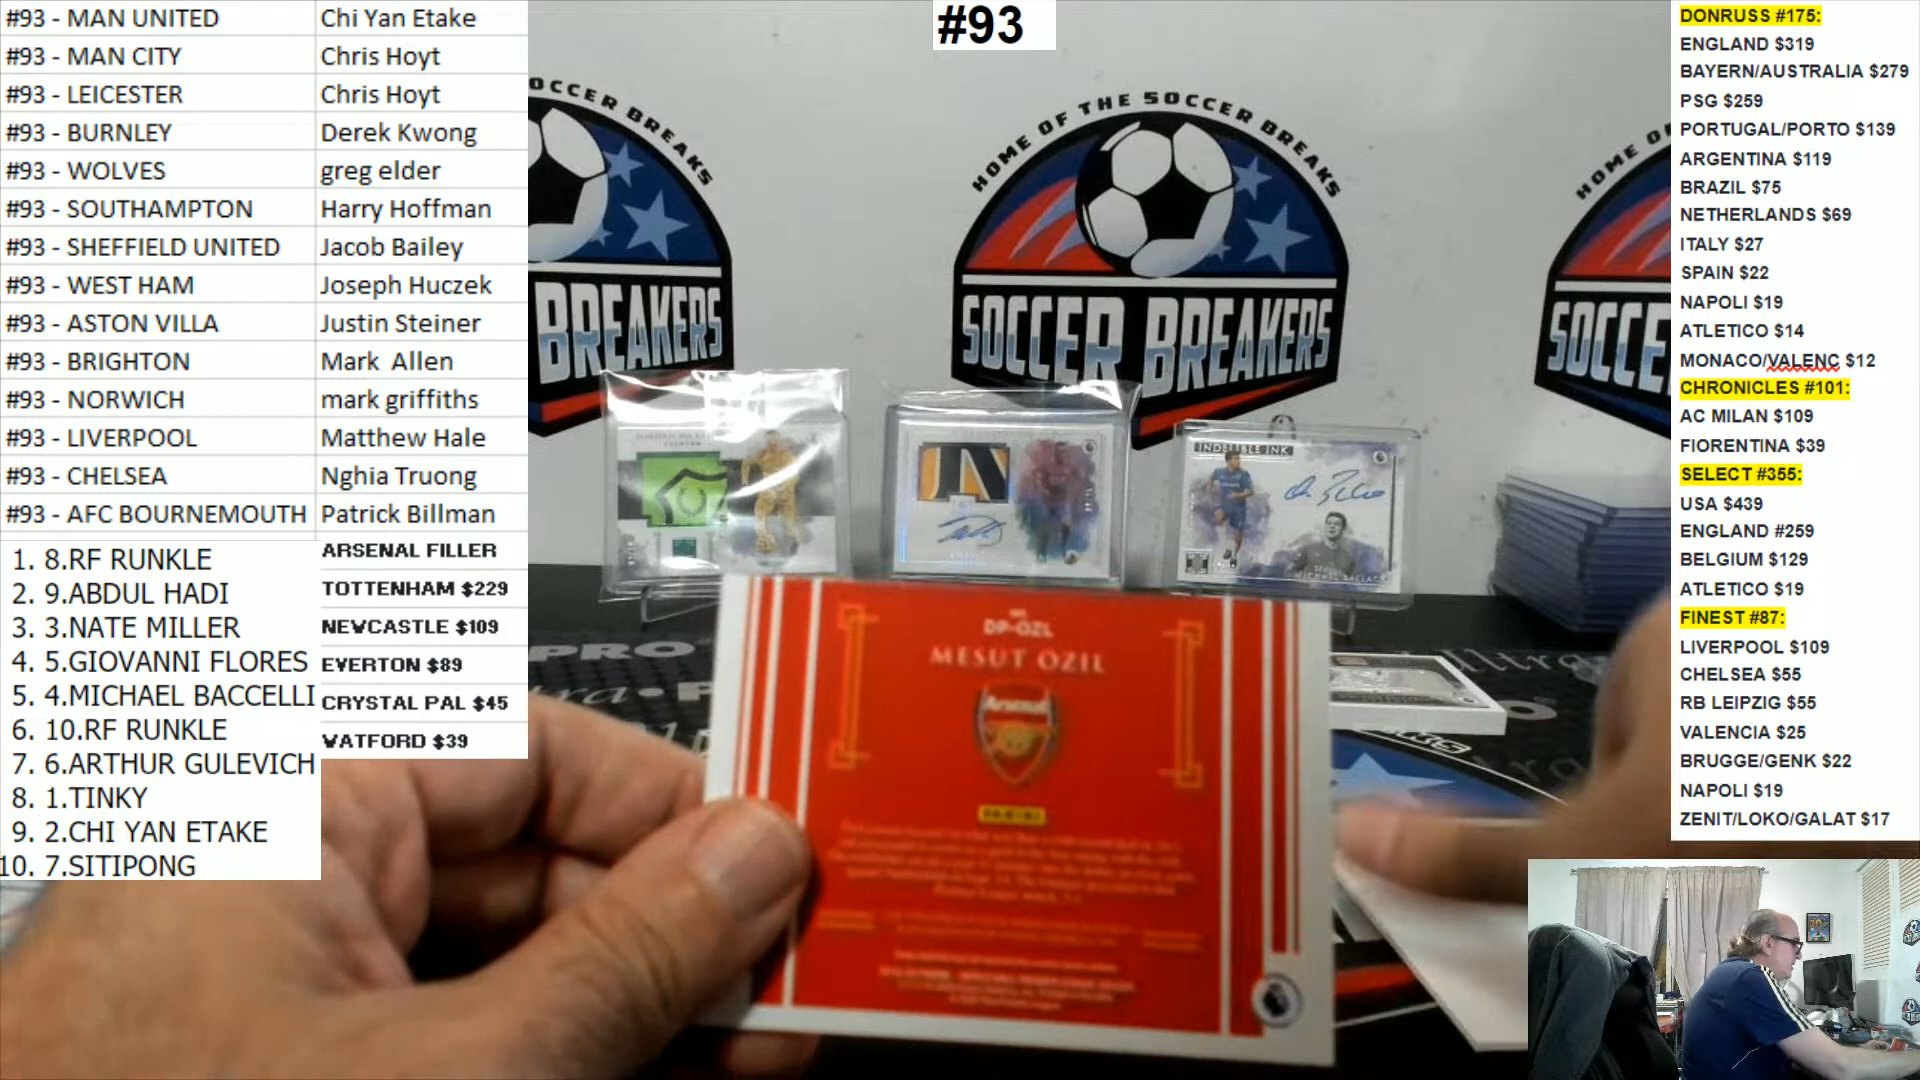 #93 - MAN UNITED Chi Yan Etake
#93 - MAN CITY Chris Hoyt
#93 - LEICESTER Chris Hoyt
#93 - BURNLEY Derek Kwong
#93 - WOLVES greg elder
#93 - SOUTHAMPTON Harry Hoffman
#93 - SHEFFIELD UNITED Jacob Bailey
#93 - WEST HAM Joseph Huczek
#93 - ASTON VILLA Justin Steiner
#93 - BRIGHTON Mark Allen
#93 - NORWICH mark griffiths
#93 - LIVERPOOL Matthew Hale
#93 - CHELSEA Nghia Truong
#93 - AFC BOURNEMOUTH Patrick Billman
1. 8.RF RUNKLE
2. 9.ABDUL HADI
3. 3.NATE MILLER
4. 5.GIOVANNI FLORES
5. 4.MICHAEL BACCELLI
6. 10.RF RUNKLE
7. 6.ARTHUR GULEVICH
8. 1.TINKY
9. 2.CHI YAN ETAKE
10. 7.SITIPONG
ARSENAL FILLER
TOTTENHAM $229
NEWCASTLE $109
EVERTON $89
CRYSTAL PAL $45
WATFORD $39
#93
OCCER BREAKS
BREAKERS
HOME OF THE SOCCER BREAKS
SOCCER BREAKERS
HOME O
SOCCE
INDELIBLE INK
MICHAEL BALLACK
PRO
DP-OZL
MESUT OZIL
Arsenal
PANINI
DONRUSS #175:
ENGLAND $319
BAYERN/AUSTRALIA $279
PSG $259
PORTUGAL/PORTO $139
ARGENTINA $119
BRAZIL $75
NETHERLANDS $69
ITALY $27
SPAIN $22
NAPOLI $19
ATLETICO $14
MONACO/VALENC $12
CHRONICLES #101:
AC MILAN $109
FIORENTINA $39
SELECT #355:
USA $439
ENGLAND #259
BELGIUM $129
ATLETICO $19
FINEST #87:
LIVERPOOL $109
CHELSEA $55
RB LEIPZIG $55
VALENCIA $25
BRUGGE/GENK $22
NAPOLI $19
ZENIT/LOKO/GALAT $17